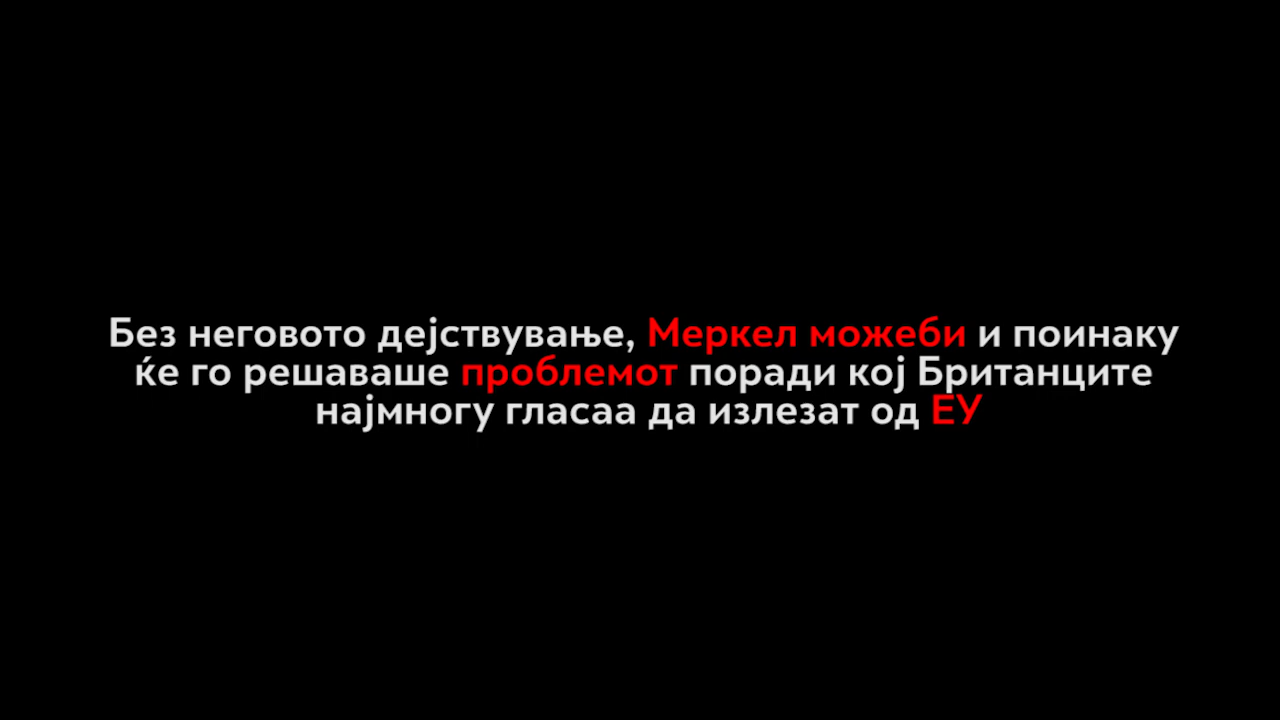 Без неговото дејствување, Меркел можеби и поинаку
ќе го решаваше проблемот поради кој Британците
најмногу гласаа да излезат од ЕУ